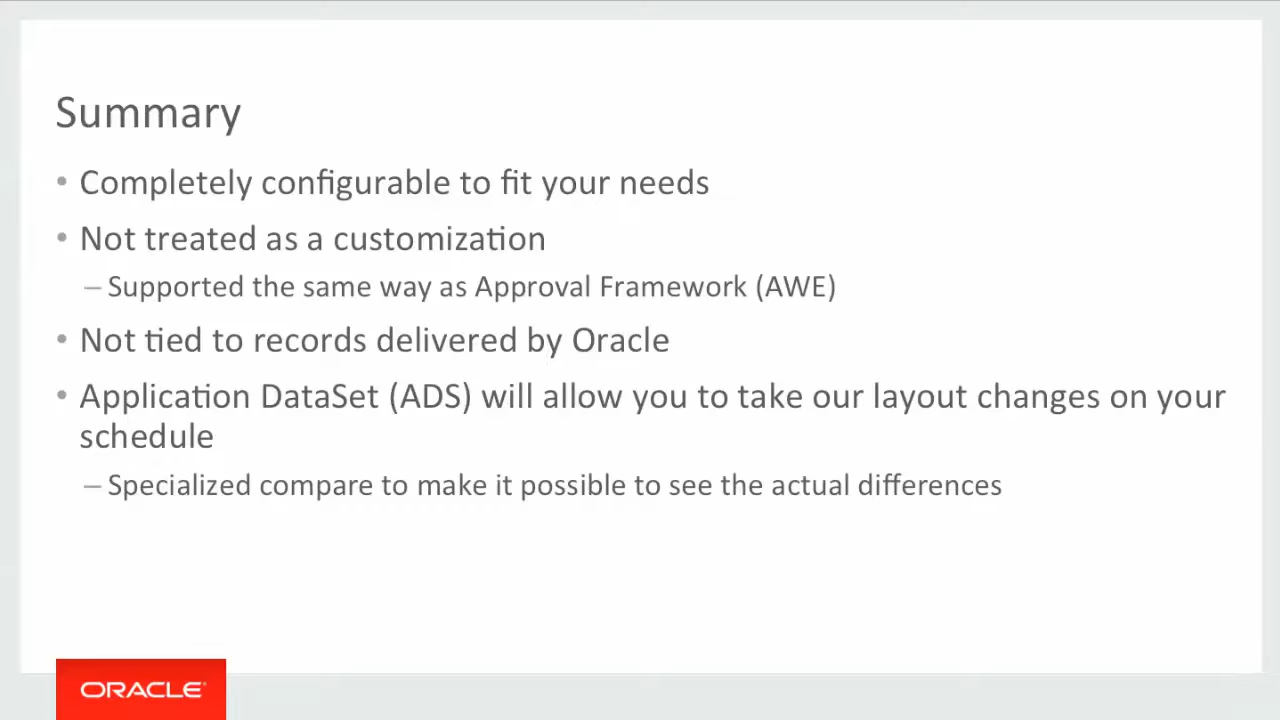 Summary
• Completely configurable to fit your needs
• Not treated as a customization
– Supported the same way as Approval Framework (AWE)
• Not tied to records delivered by Oracle
• Application DataSet (ADS) will allow you to take our layout changes on your
schedule
– Specialized compare to make it possible to see the actual differences
ORACLE®